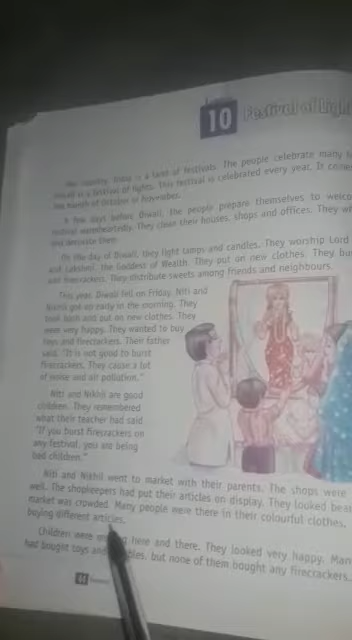 10 Festival of Ligh
Our country, India is a land of festivals. The people celebrate many
Diwali is a festival of lights. This festival is celebrated every year. It comes
the month of October or November.
A few days before Diwali, the people prepare themselves to welco
festival warmheartedly. They clean their houses, shops and offices. They wh
and decorate them.
On the day of Diwali, they light lamps and candles. They worship Lord
and Lakshmi, the Goddess of Wealth. They put on new clothes. They bu
and firecrackers. They distribute sweets among friends and neighbours.
This year, Diwali fell on Friday. Niti and
Nikhil got up early in the morning. They
took bath and put on new clothes. They
were very happy. They wanted to buy
toys and firecrackers. Their father
said, "It is not good to burst
firecrackers. They cause a lot
of noise and air pollution."
Niti and Nikhil are good
children. They remembered
what their teacher had said
"If you burst firecrackers on
any festival, you are being
bad children."
Niti and Nikhil went to market with their parents. The shops were
well. The shopkeepers had put their articles on display. They looked beau
market was crowded. Many people were there in their colourful clothes,
buying different articles.
Children were here and there. They looked very happy. Man
had bought toys and but none of them bought any firecrackers.